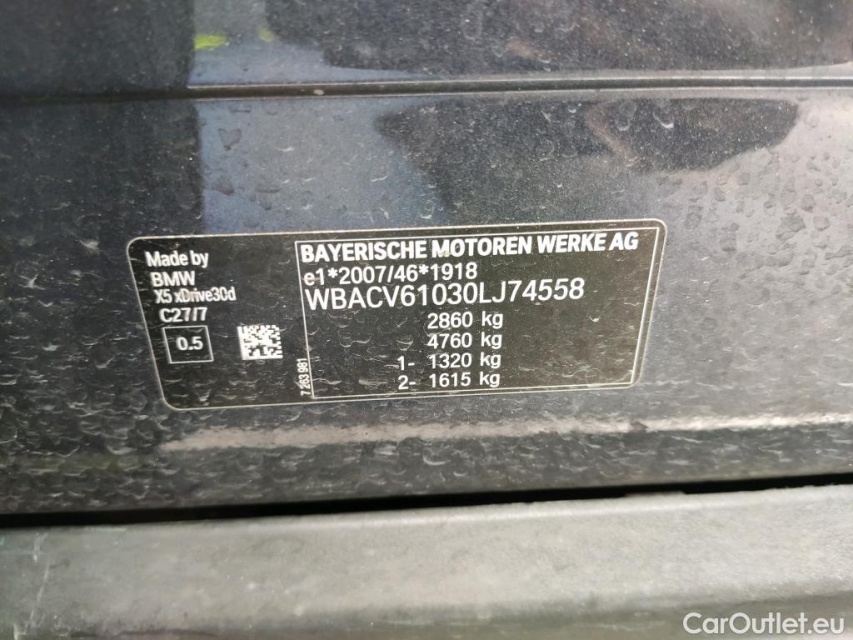 Made by
BMW
X5 xDrive30d
C27/7
0.5
7 263 981
BAYERISCHE MOTOREN WERKE AG
e1*2007/46*1918
WBACV61030LJ74558
2860 kg
4760 kg
1- 1320 kg
2- 1615 kg
CarOutlet.eu